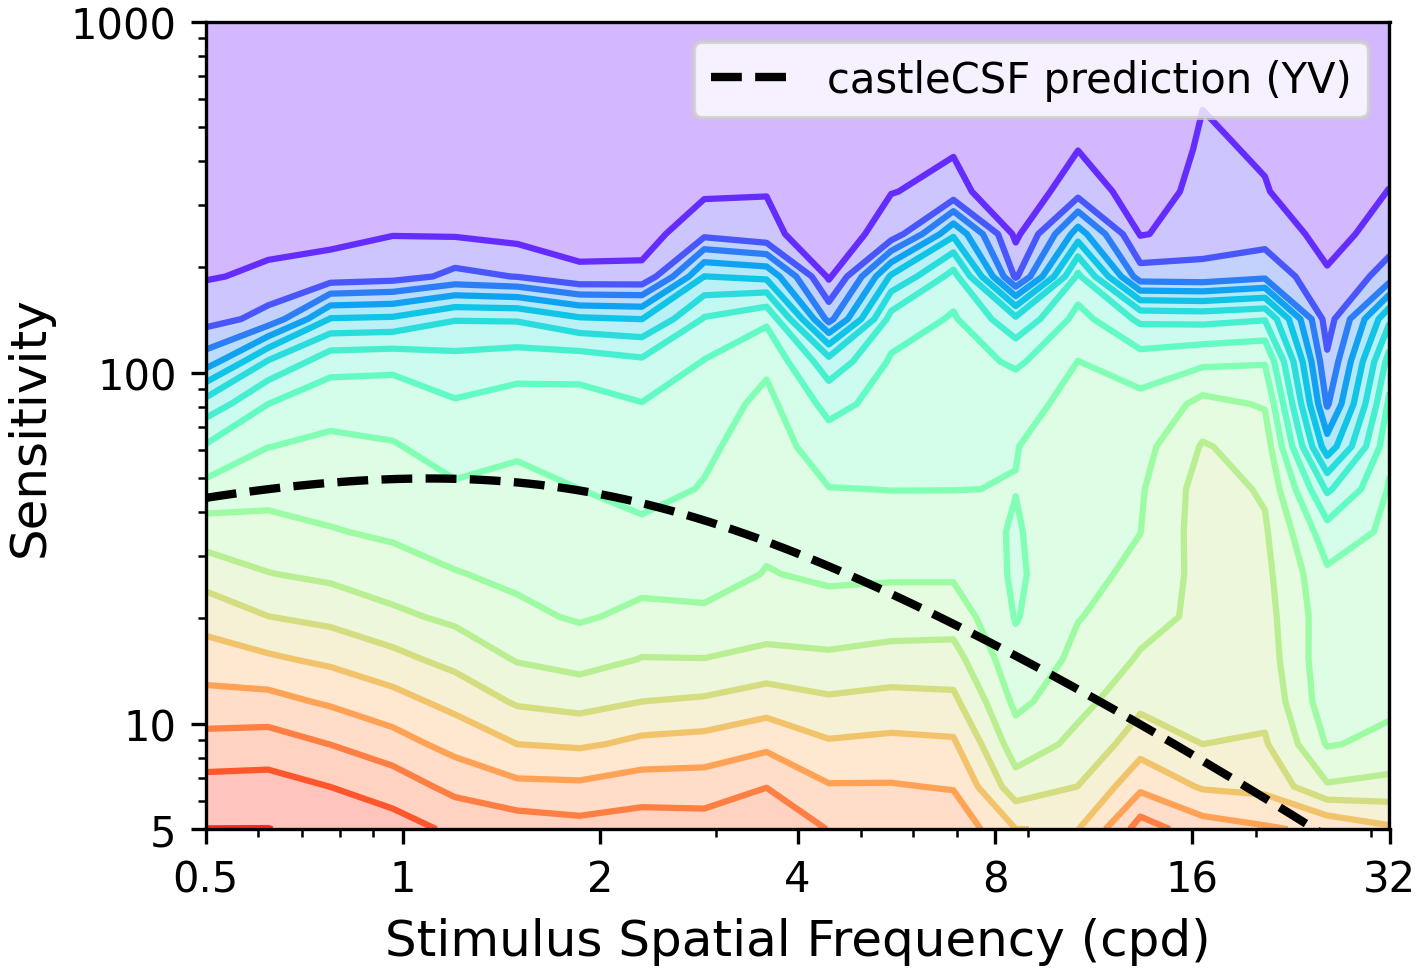 1000
castleCSF prediction (YV)
100
Sensitivity
10
5
0.5 1 2 4 8 16 32
Stimulus Spatial Frequency (cpd)